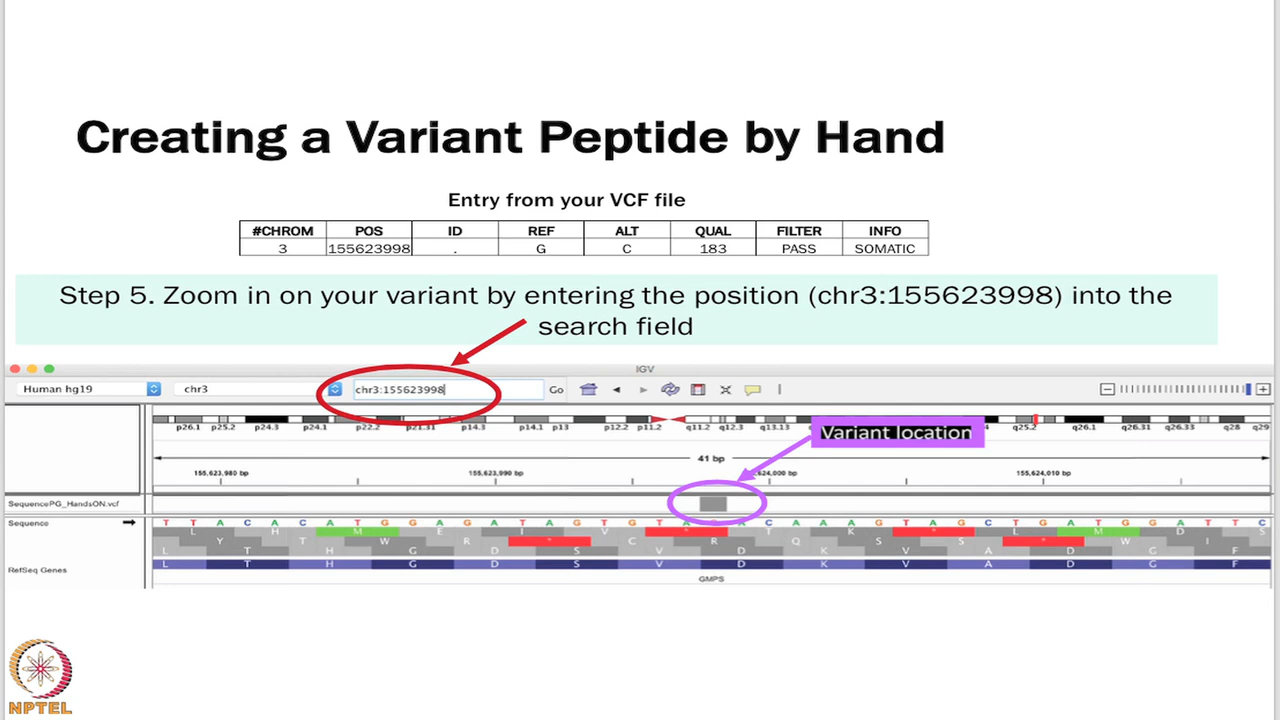 Creating a Variant Peptide by Hand
Entry from your VCF file
#CHROM POS ID REF ALT QUAL FILTER INFO
3 155623998 . G C 183 PASS SOMATIC
Step 5. Zoom in on your variant by entering the position (chr3:155623998) into the
search field
IGV
Human hg19 chr3 chr3:155623998 Go
p26.1 p25.2 p24.3 p24.1 p22.2 p21.31 p14.3 p14.1 p13 p12.2 p11.2 q11.2 q12.3 q13.13 q25.2 q26.1 q26.31 q26.33 q28 q29
Variant location
41 bp
155,623,980 bp 155,623,990 bp 624,000 bp 155,624,010 bp
SequencePG_HandsON.vcf
Sequence T T A C A C A T G G A G A T A G T G T A A C A A A G T A G C T G A T G G A T T C
L H M E R I V * T Q * L M D S
Y T W * C R K S S * W I
L T H G D S V D K V A D G F
RefSeq Genes L T H G D S V D K V A D G F
GMPS
NPTEL